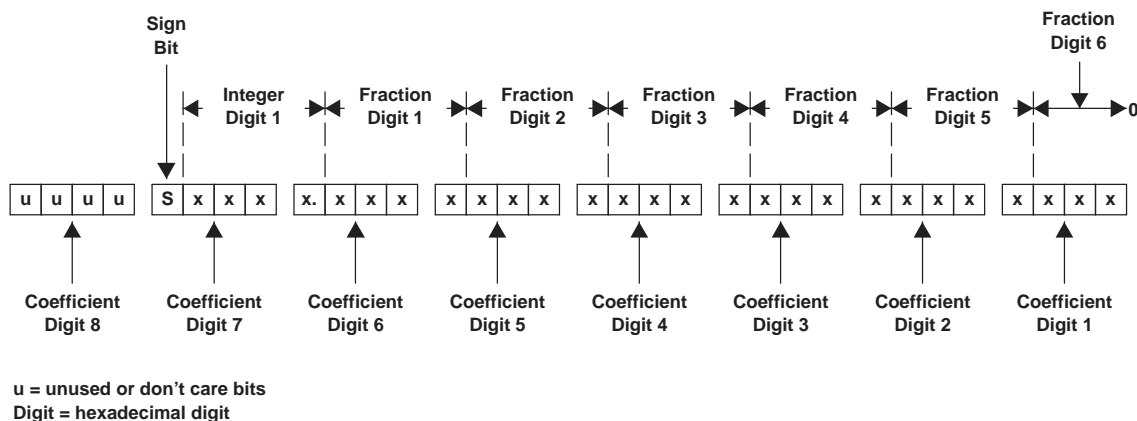 Sign
Bit
Fraction
Digit 6
Integer
Digit 1
Fraction
Digit 1
Fraction
Digit 2
Fraction
Digit 3
Fraction
Digit 4
Fraction
Digit 5
0
u u u u S x x x x. x x x x x x x x x x x x x x x x x x x x x x x
Coefficient
Digit 8
Coefficient
Digit 7
Coefficient
Digit 6
Coefficient
Digit 5
Coefficient
Digit 4
Coefficient
Digit 3
Coefficient
Digit 2
Coefficient
Digit 1
u = unused or don’t care bits
Digit = hexadecimal digit